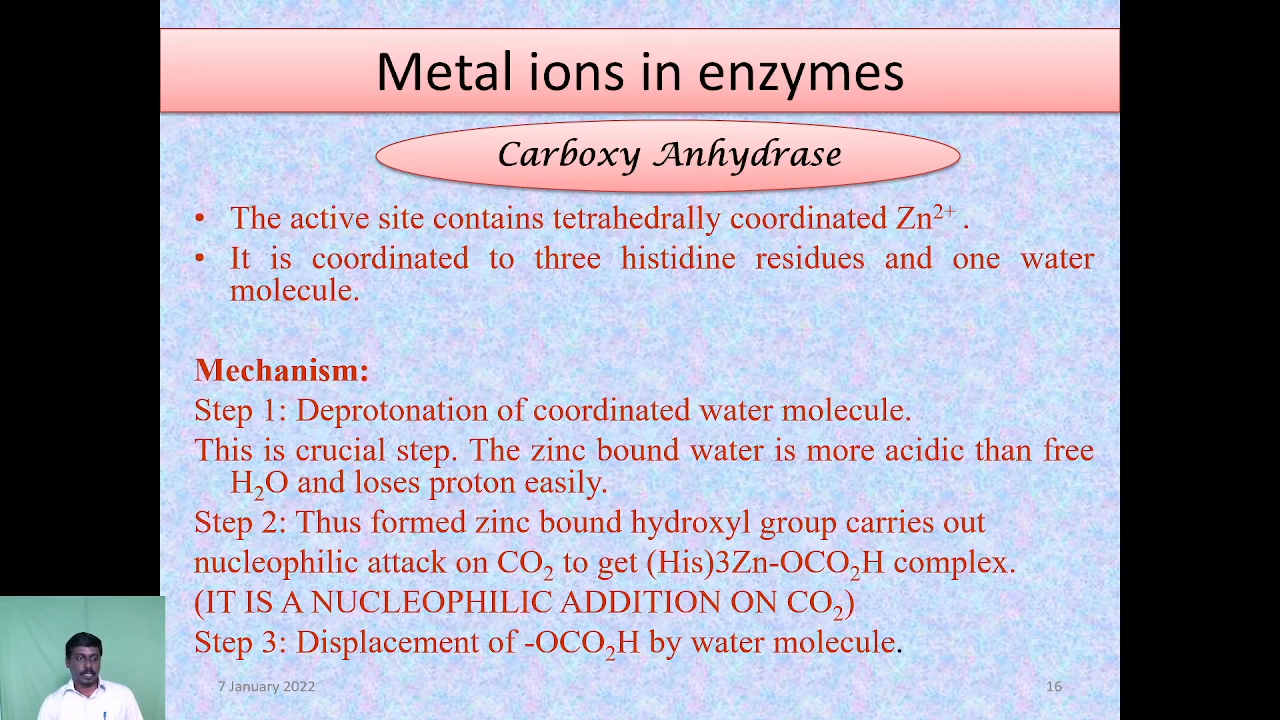 Metal ions in enzymes
Carboxy Anhydrase
• The active site contains tetrahedrally coordinated Zn²⁺ .
• It is coordinated to three histidine residues and one water
molecule.
Mechanism:
Step 1: Deprotonation of coordinated water molecule.
This is crucial step. The zinc bound water is more acidic than free
H₂O and loses proton easily.
Step 2: Thus formed zinc bound hydroxyl group carries out
nucleophilic attack on CO₂ to get (His)3Zn-OCO₂H complex.
(IT IS A NUCLEOPHILIC ADDITION ON CO₂)
Step 3: Displacement of -OCO₂H by water molecule.
7 January 2022
16